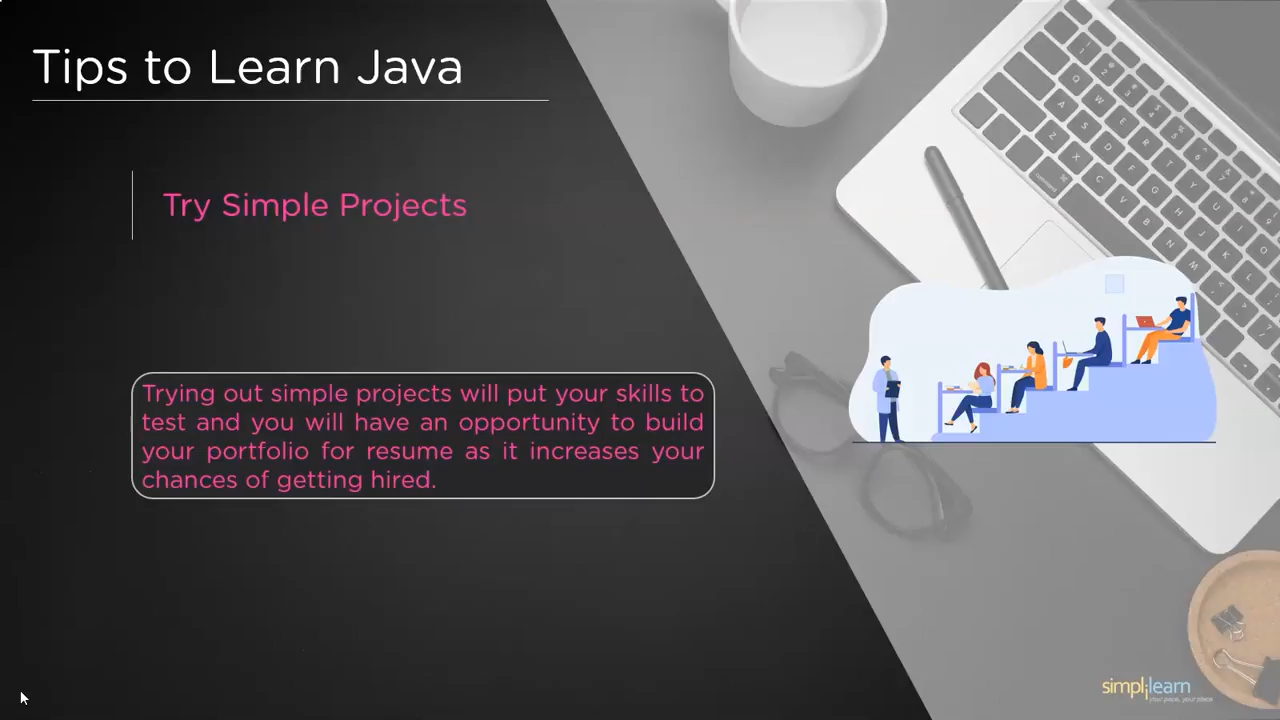 Tips to Learn Java
Try Simple Projects
Trying out simple projects will put your skills to
test and you will have an opportunity to build
your portfolio for resume as it increases your
chances of getting hired.
simplilearn